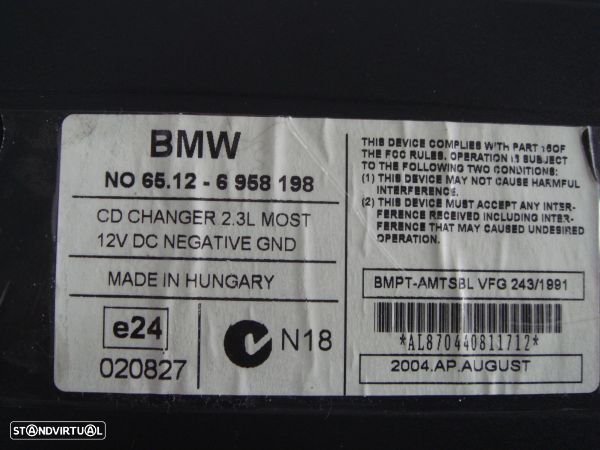 BMW
NO 65.12 - 6 958 198
CD CHANGER 2.3L MOST
12V DC NEGATIVE GND
MADE IN HUNGARY
e24
020827
N18
THIS DEVICE COMPLIES WITH PART 15OF
THE FCC RULES. OPERATION IS SUBJECT
TO THE FOLLOWING TWO CONDITIONS:
(1) THIS DEVICE MAY NOT CAUSE HARMFUL
INTERFERENCE.
(2) THIS DEVICE MUST ACCEPT ANY INTER-
FERENCE RECEIVED INCLUDING INTER-
FERENCE THAT MAY CAUSED UNDESIRED
OPERATION.
BMPT-AMTSBL VFG 243/1991
*AL870440811712*
2004.AP.AUGUST
STANDVIRTUAL